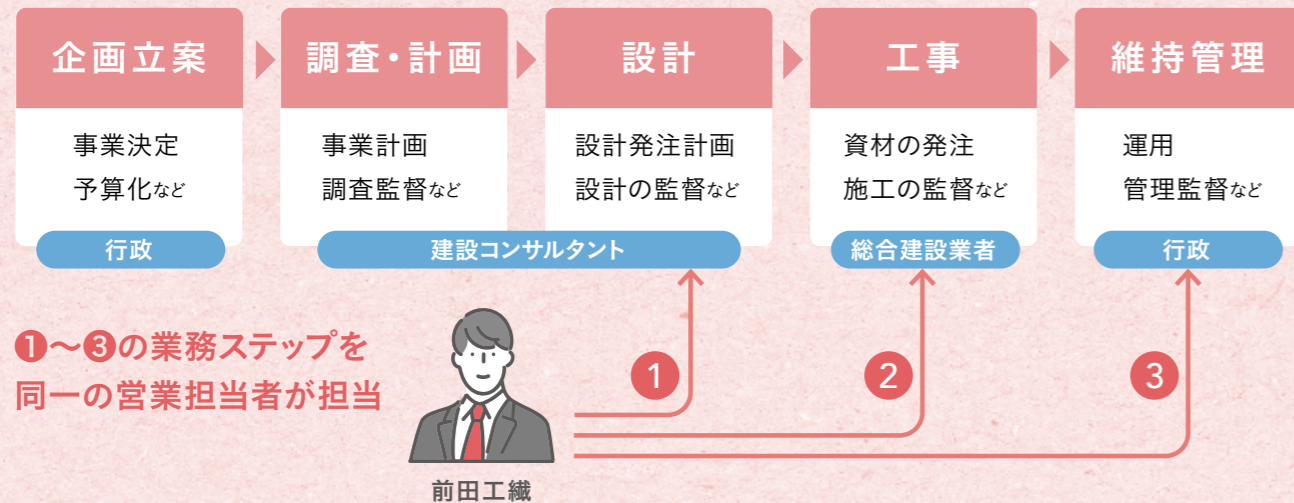 企画立案
事業決定
予算化など
行政
調査・計画
事業計画
調査監督など
設計
設計発注計画
設計の監督など
建設コンサルタント
工事
資材の発注
施工の監督など
総合建設業者
維持管理
運用
管理監督など
行政
❶〜❸の業務ステップを
同一の営業担当者が担当
1
2
3
前田工繊